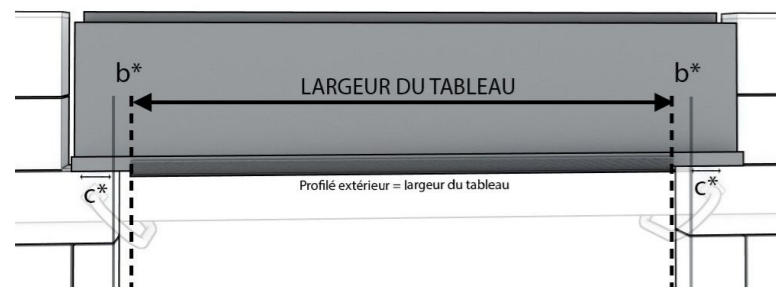 b*
LARGEUR DU TABLEAU
b*
Profilé extérieur = largeur du tableau
c*
c*